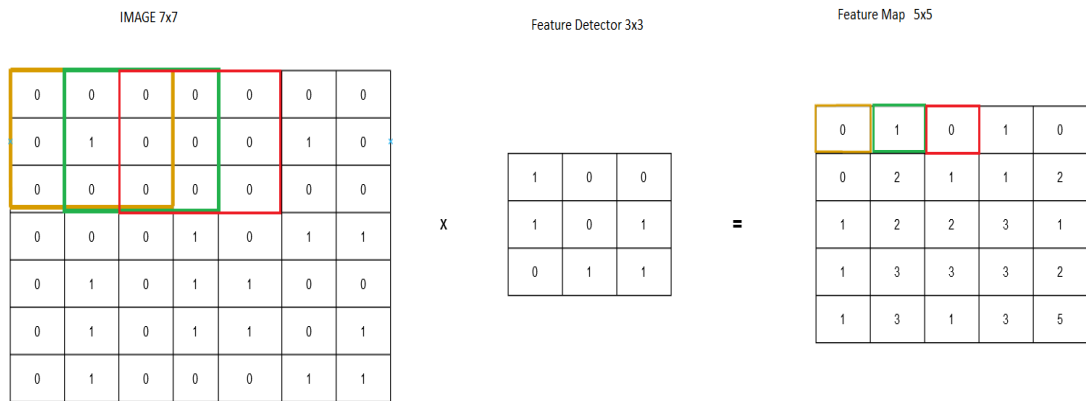 IMAGE 7x7
Feature Detector 3x3
Feature Map 5x5
0 0 0 0 0 0 0
0 1 0 0 0 1 0
0 0 0 0 0 0 0
0 0 0 1 0 1 1
0 1 0 1 1 0 0
0 1 0 1 1 0 1
0 1 0 0 0 1 1
x
1 0 0
1 0 1
0 1 1
=
0 1 0 1 0
0 2 1 1 2
1 2 2 3 1
1 3 3 3 2
1 3 1 3 5